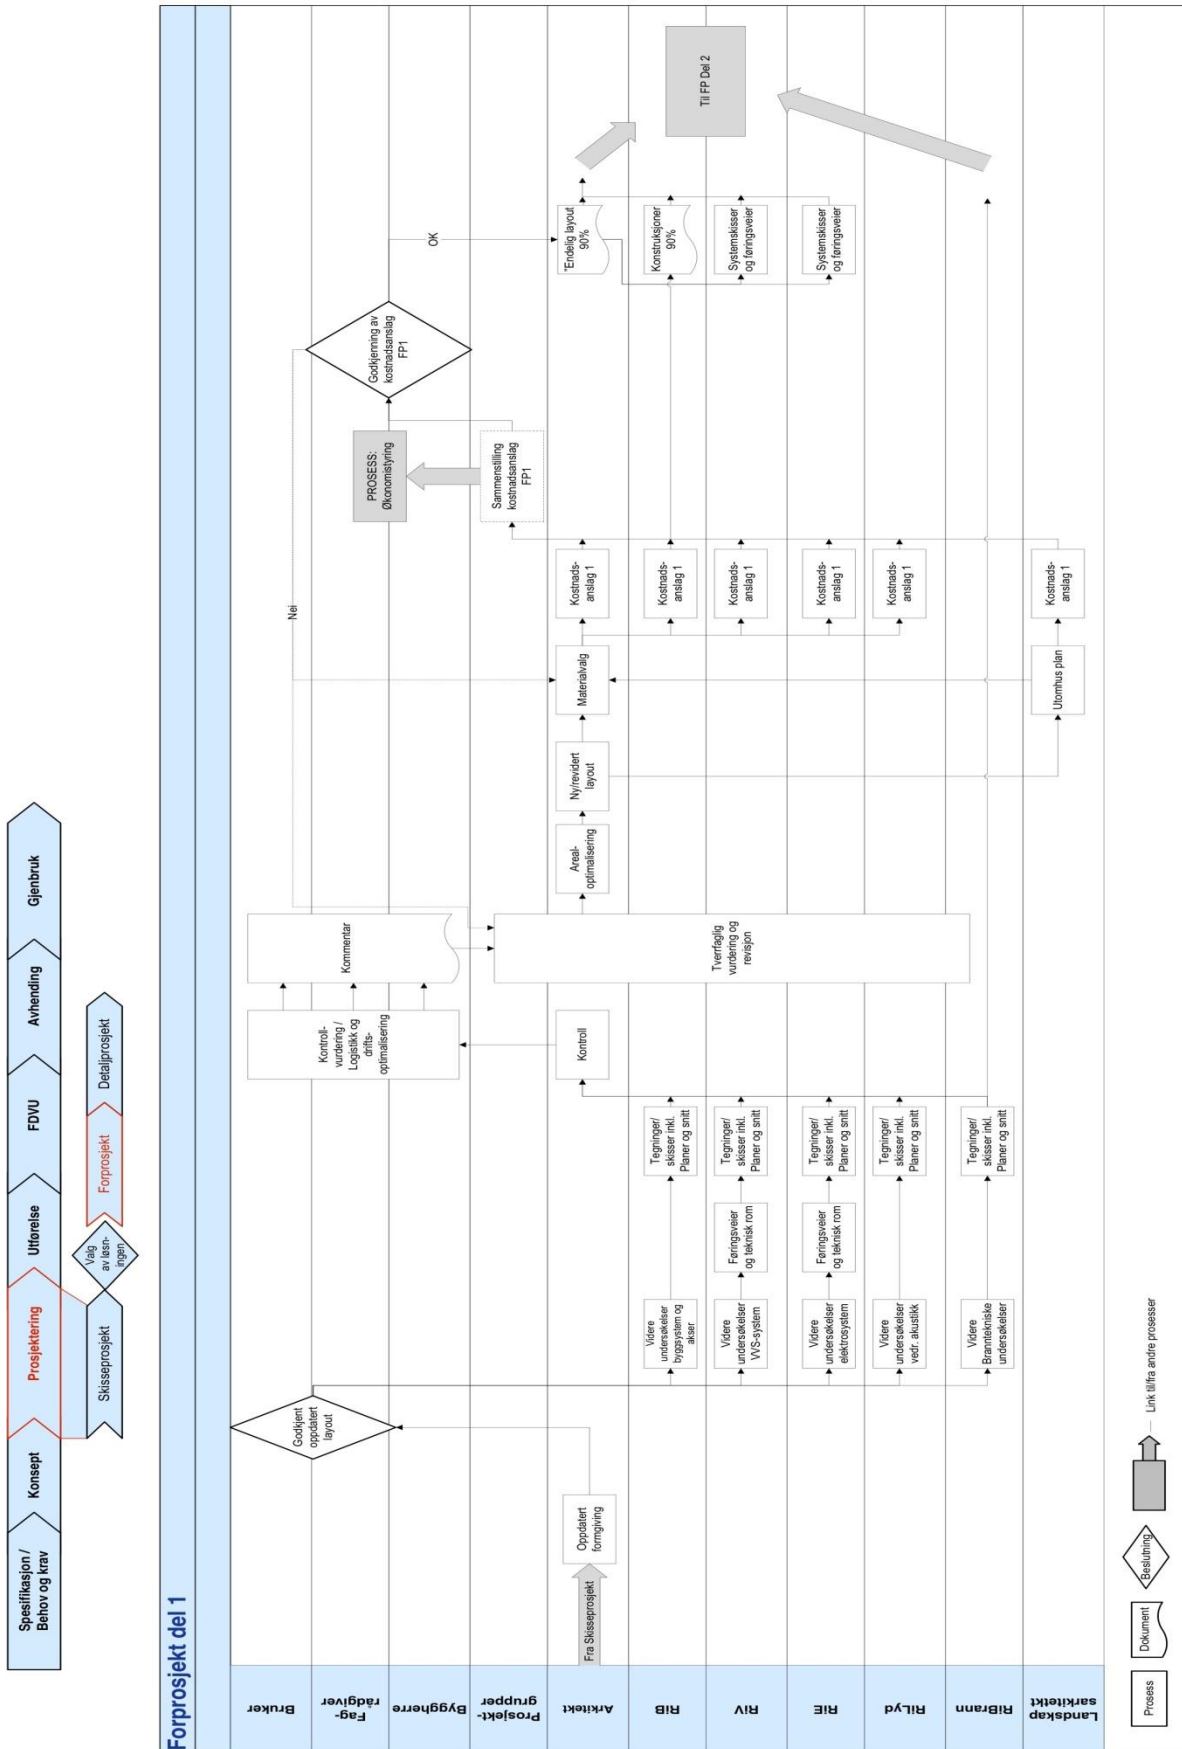 Spesifikasjon /
Behov og krav
Konsept
Prosjektering
Utførelse
FDVU
Avhending
Gjenbruk
Skisseprosjekt
Valg
av løsn-
ingen
Forprosjekt
Detaljprosjekt
Forprosjekt del 1
Bruker
Fag-
rådgiver
Byggherre
Prosjekt-
grupper
Arkitekt
RiB
RiV
RiE
RiLyd
RiBrann
Landskap
sarkitetkt
Fra Skisseprosjekt
Oppdatert
formgiving
Godkjent
oppdatert
layout
Videre
undersøkelser
byggsystem og
akser
Videre
undersøkelser
VVS-system
Videre
undersøkelser
elektrosystem
Videre
undersøkelser
vedr. akustikk
Videre
Branntekniske
undersøkelser
Føringsveier
og teknisk rom
Føringsveier
og teknisk rom
Tegninger/
skisser inkl.
Planer og snitt
Tegninger/
skisser inkl.
Planer og snitt
Tegninger/
skisser inkl.
Planer og snitt
Tegninger/
skisser inkl.
Planer og snitt
Tegninger/
skisser inkl.
Planer og snitt
Kontroll-
vurdering /
Logistikk og
drifts-
optimalisering
Kontroll
Kommentar
Tverrfaglig
vurdering og
revisjon
Areal-
optimalisering
Ny/revidert
layout
Materialvalg
Utomhus plan
Nei
Kostnads-
anslag 1
Kostnads-
anslag 1
Kostnads-
anslag 1
Kostnads-
anslag 1
Kostnads-
anslag 1
Kostnads-
anslag 1
PROSESS:
Økonomistyring
Sammenstilling
kostnadsanslag
FP1
Godkjenning av
kostnadsanslag
FP1
OK
"Endelig layout
90%
Konstruksjoner
90%
Systemskisser
og føringsveier
Systemskisser
og føringsveier
Til FP Del 2
Prosess
Dokument
Beslutning
Link til/fra andre prosesser